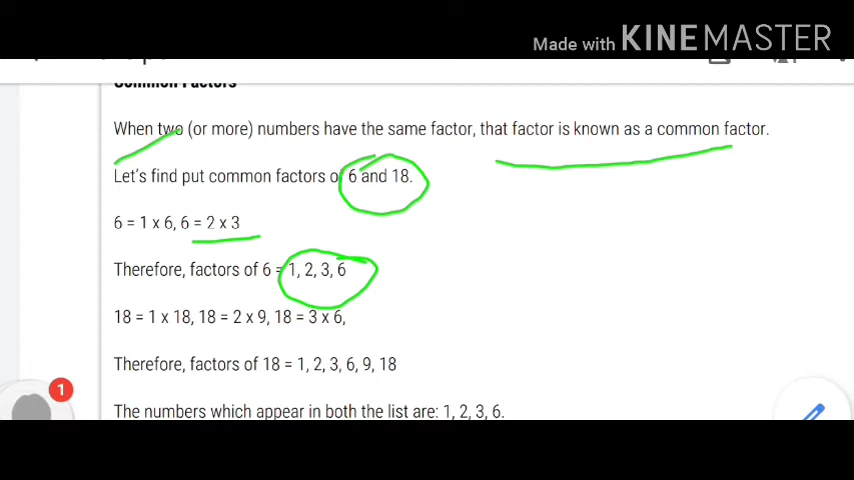 Made with KINEMASTER
Common Factors
When two (or more) numbers have the same factor, that factor is known as a common factor.
Let's find put common factors of 6 and 18.
6 = 1 x 6, 6 = 2 x 3
Therefore, factors of 6 = 1, 2, 3, 6
18 = 1 x 18, 18 = 2 x 9, 18 = 3 x 6,
Therefore, factors of 18 = 1, 2, 3, 6, 9, 18
1
The numbers which appear in both the list are: 1, 2, 3, 6.